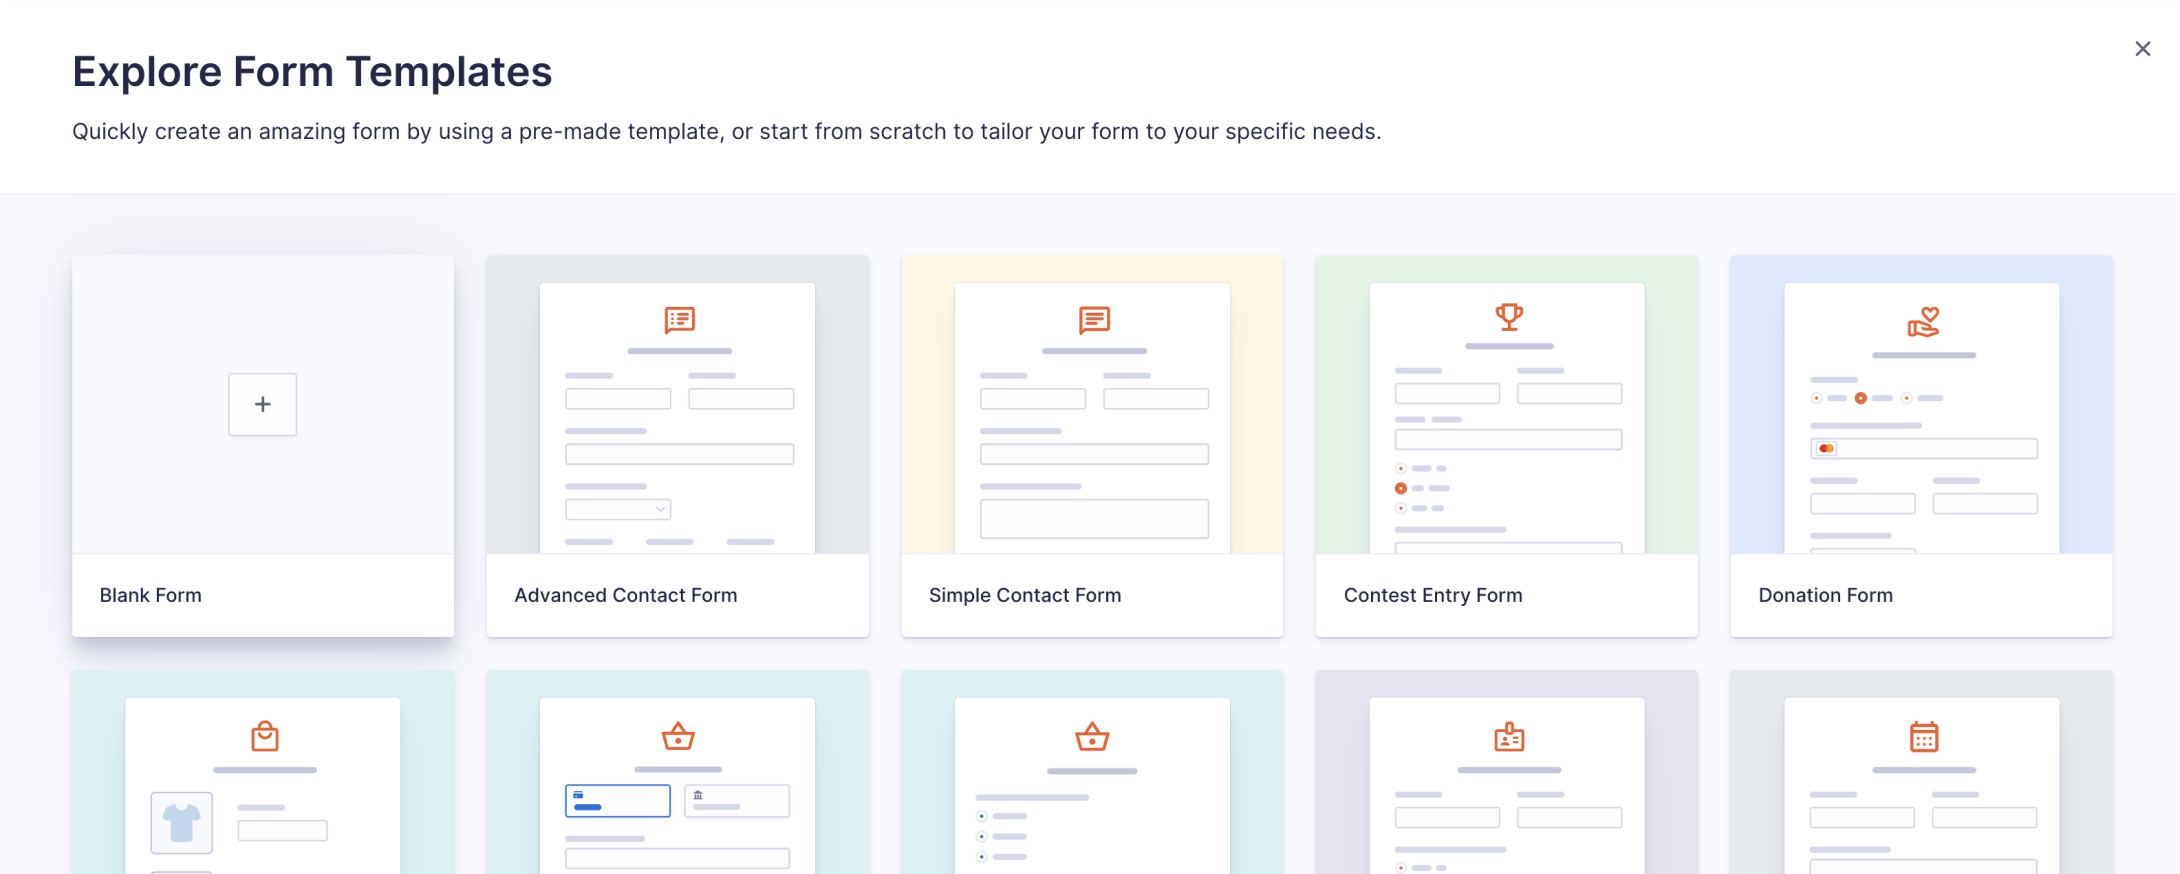 Explore Form Templates
Quickly create an amazing form by using a pre-made template, or start from scratch to tailor your form to your specific needs.
Blank Form
Advanced Contact Form
Simple Contact Form
Contest Entry Form
Donation Form